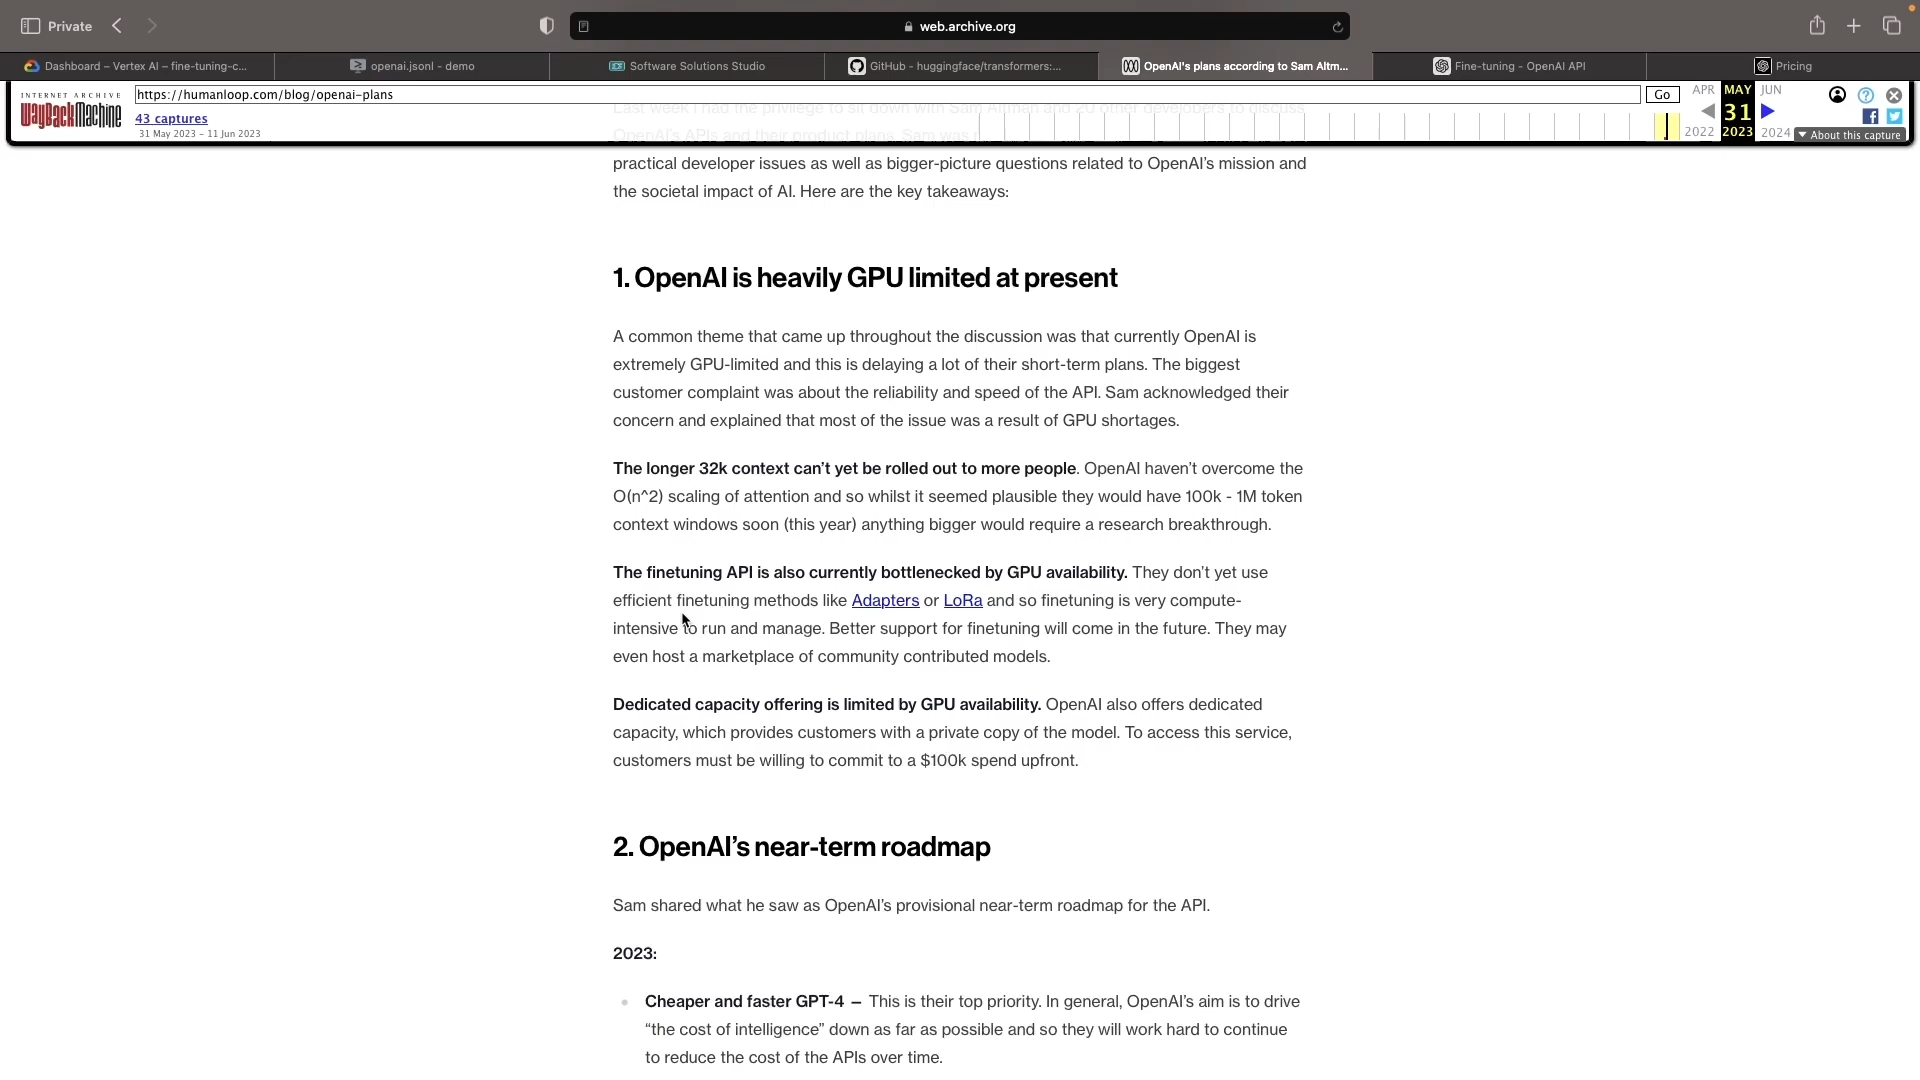 Private
web.archive.org
Dashboard – Vertex AI – fine-tuning-c...
openai.jsonl - demo
Software Solutions Studio
GitHub - huggingface/transformers:...
OpenAI's plans according to Sam Altm...
Fine-tuning - OpenAI API
Pricing
INTERNET ARCHIVE
WayBackMachine
https://humanloop.com/blog/openai-plans
Go
43 captures
31 May 2023 – 11 Jun 2023
APR MAY JUN
31
2022 2023 2024
About this capture
Last week I had the privilege to sit down with Sam Altman and 20 other developers to discuss
OpenAI's APIs and their product plans. Sam was r
practical developer issues as well as bigger-picture questions related to OpenAI's mission and
the societal impact of AI. Here are the key takeaways:
1. OpenAI is heavily GPU limited at present
A common theme that came up throughout the discussion was that currently OpenAI is
extremely GPU-limited and this is delaying a lot of their short-term plans. The biggest
customer complaint was about the reliability and speed of the API. Sam acknowledged their
concern and explained that most of the issue was a result of GPU shortages.
The longer 32k context can't yet be rolled out to more people. OpenAI haven't overcome the
O(n^2) scaling of attention and so whilst it seemed plausible they would have 100k - 1M token
context windows soon (this year) anything bigger would require a research breakthrough.
The finetuning API is also currently bottlenecked by GPU availability. They don't yet use
efficient finetuning methods like Adapters or LoRa and so finetuning is very compute-
intensive to run and manage. Better support for finetuning will come in the future. They may
even host a marketplace of community contributed models.
Dedicated capacity offering is limited by GPU availability. OpenAI also offers dedicated
capacity, which provides customers with a private copy of the model. To access this service,
customers must be willing to commit to a $100k spend upfront.
2. OpenAI's near-term roadmap
Sam shared what he saw as OpenAI's provisional near-term roadmap for the API.
2023:
Cheaper and faster GPT-4 — This is their top priority. In general, OpenAI's aim is to drive
"the cost of intelligence" down as far as possible and so they will work hard to continue
to reduce the cost of the APIs over time.